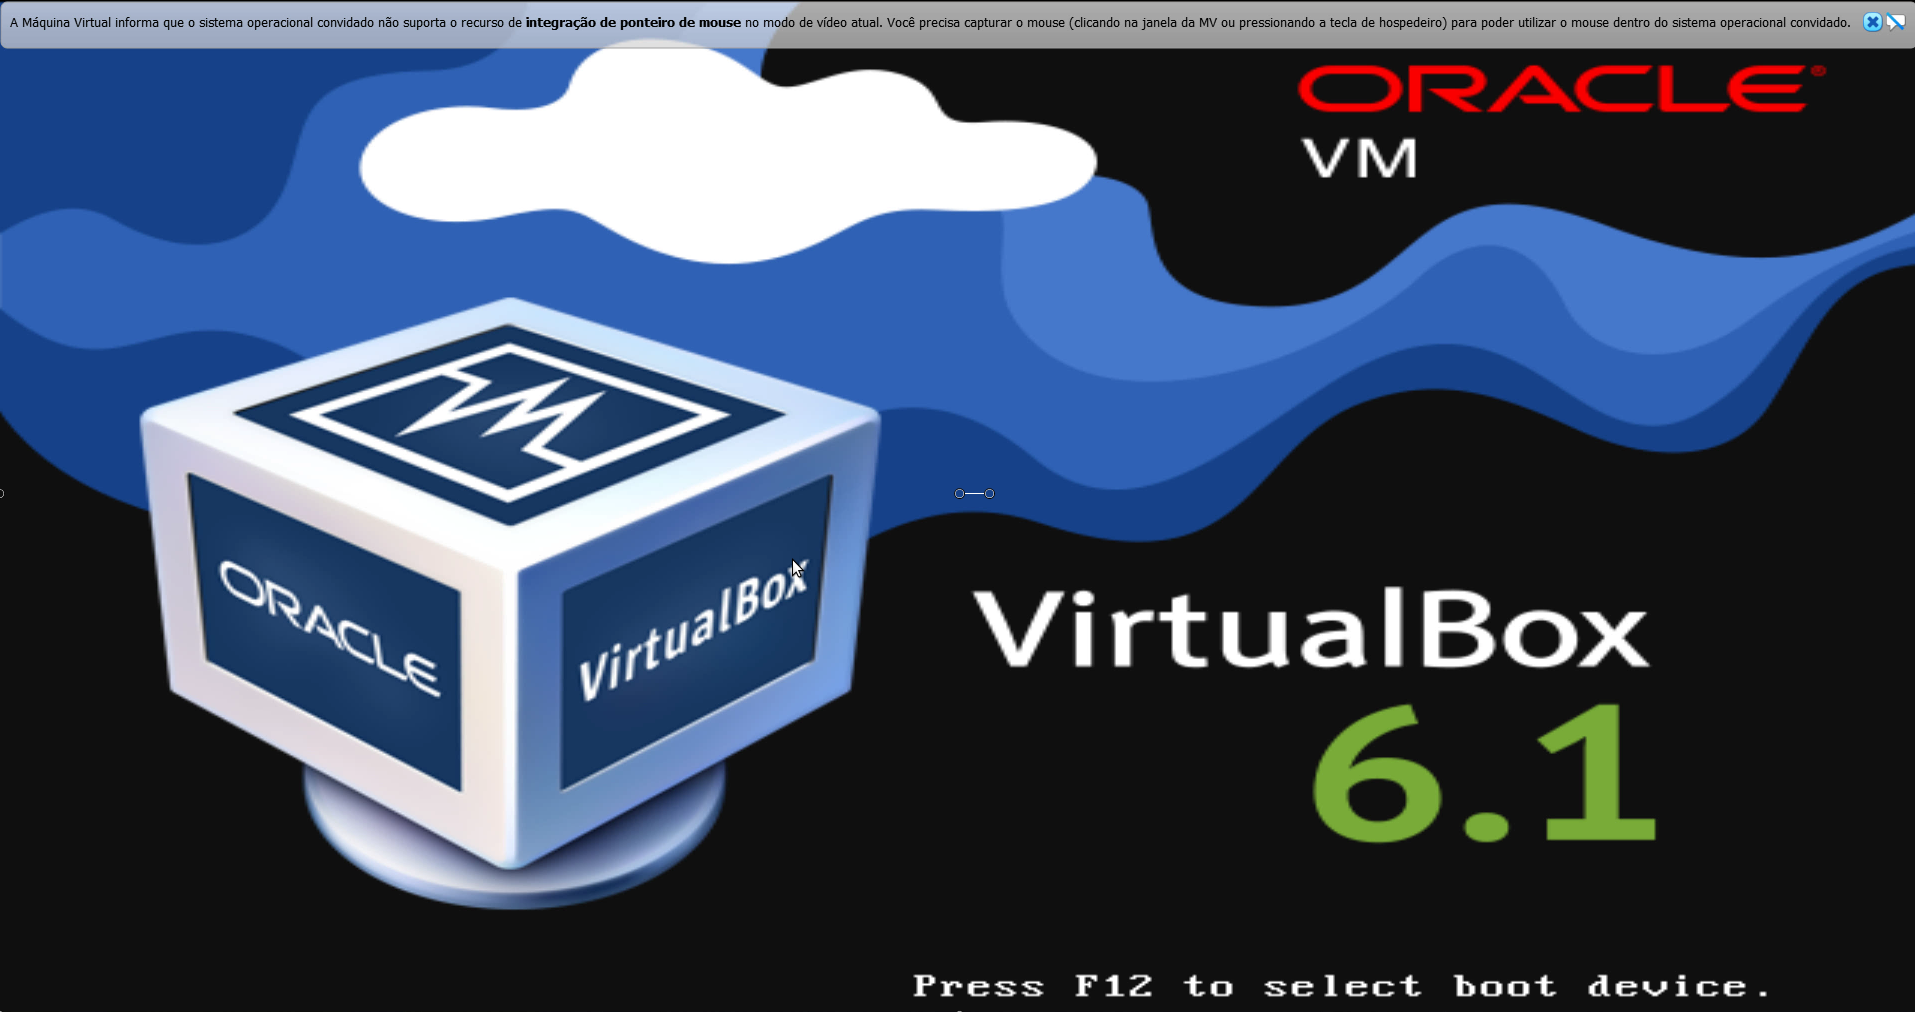 A Máquina Virtual informa que o sistema operacional convidado não suporta o recurso de integração de ponteiro de mouse no modo de vídeo atual. Você precisa capturar o mouse (clicando na janela da MV ou pressionando a tecla de hospedeiro) para poder utilizar o mouse dentro do sistema operacional convidado.
ORACLE®
VM
ORACLE
VirtualBox
VirtualBox
6.1
Press F12 to select boot device.